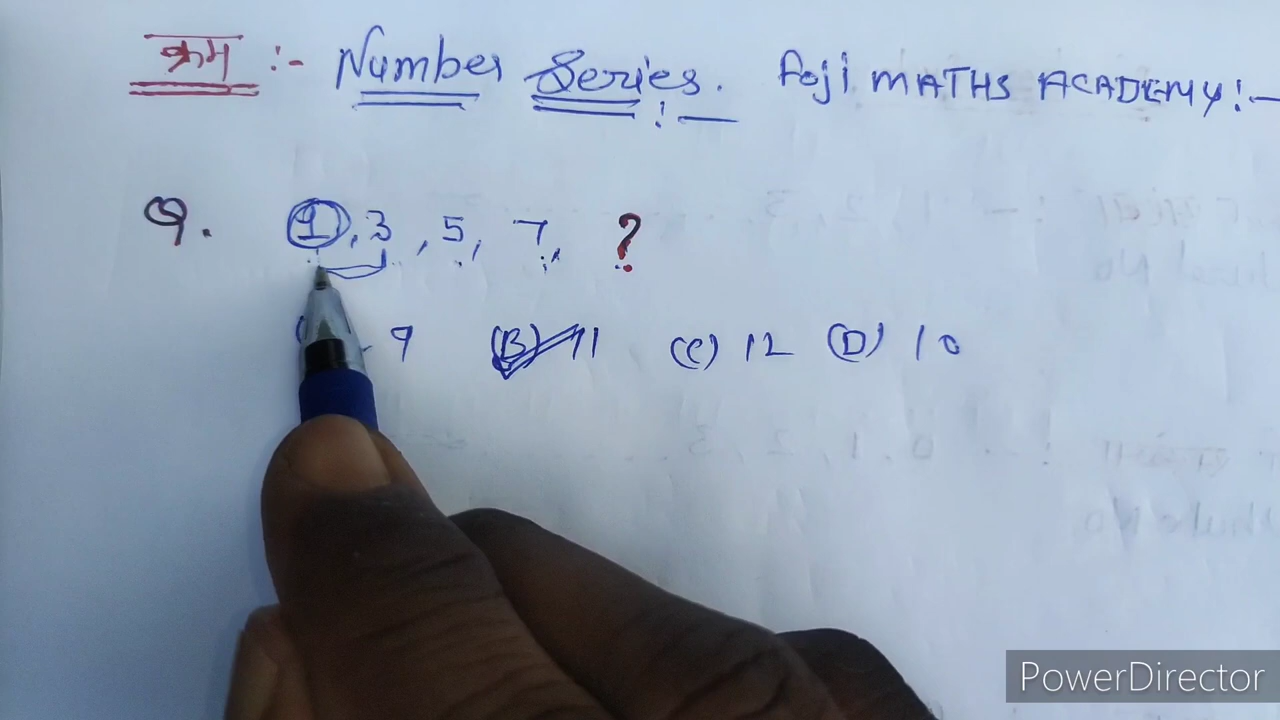 क्रम :- Number Series. Foji MATHS ACADEMY :-
:-
Q. 1, 3, 5, 7, ?
9 (B) 11 (C) 12 (D) 10
PowerDirector